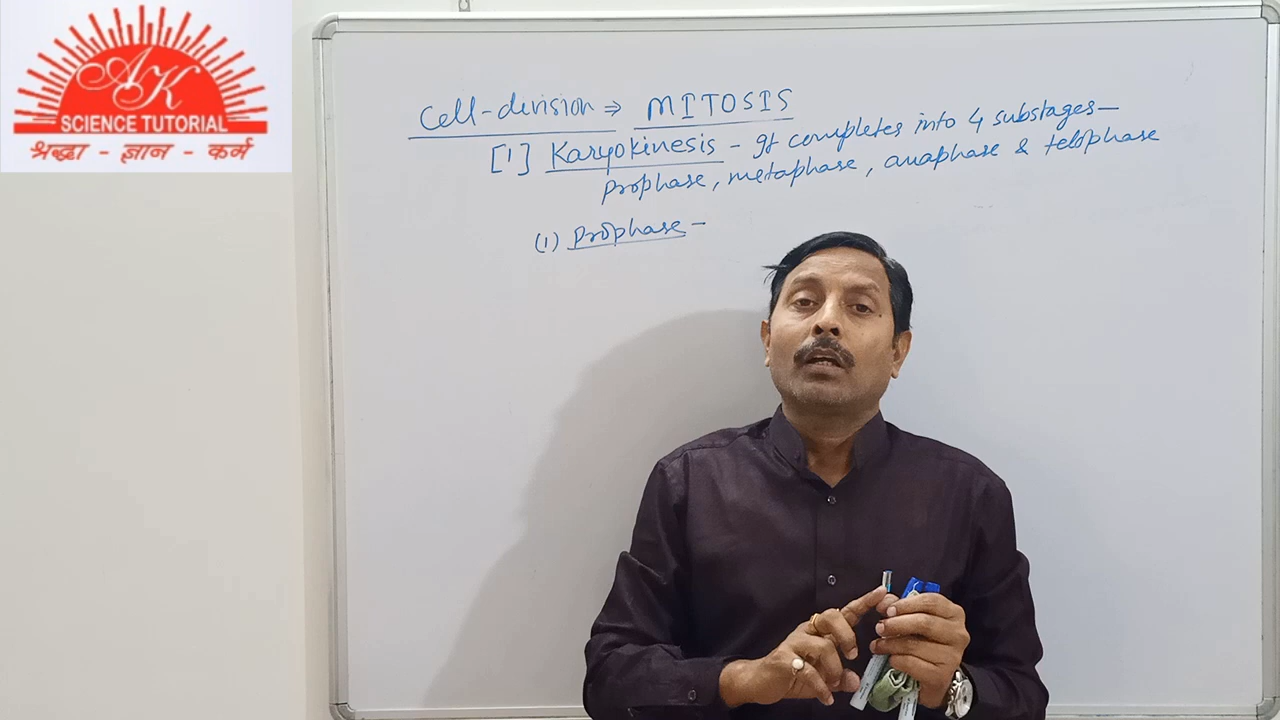 AK
SCIENCE TUTORIAL
श्रद्धा - ज्ञान - कर्म
Cell-division ⇒ MITOSIS
[1] Karyokinesis - It completes into 4 substages-
Prophase, metaphase, anaphase & telophase
(1) Prophase -